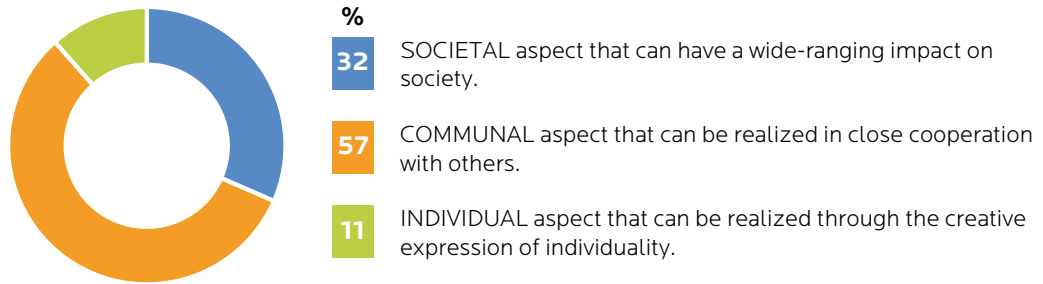 %
32
SOCIETAL aspect that can have a wide-ranging impact on
society.
57
COMMUNAL aspect that can be realized in close cooperation
with others.
11
INDIVIDUAL aspect that can be realized through the creative
expression of individuality.